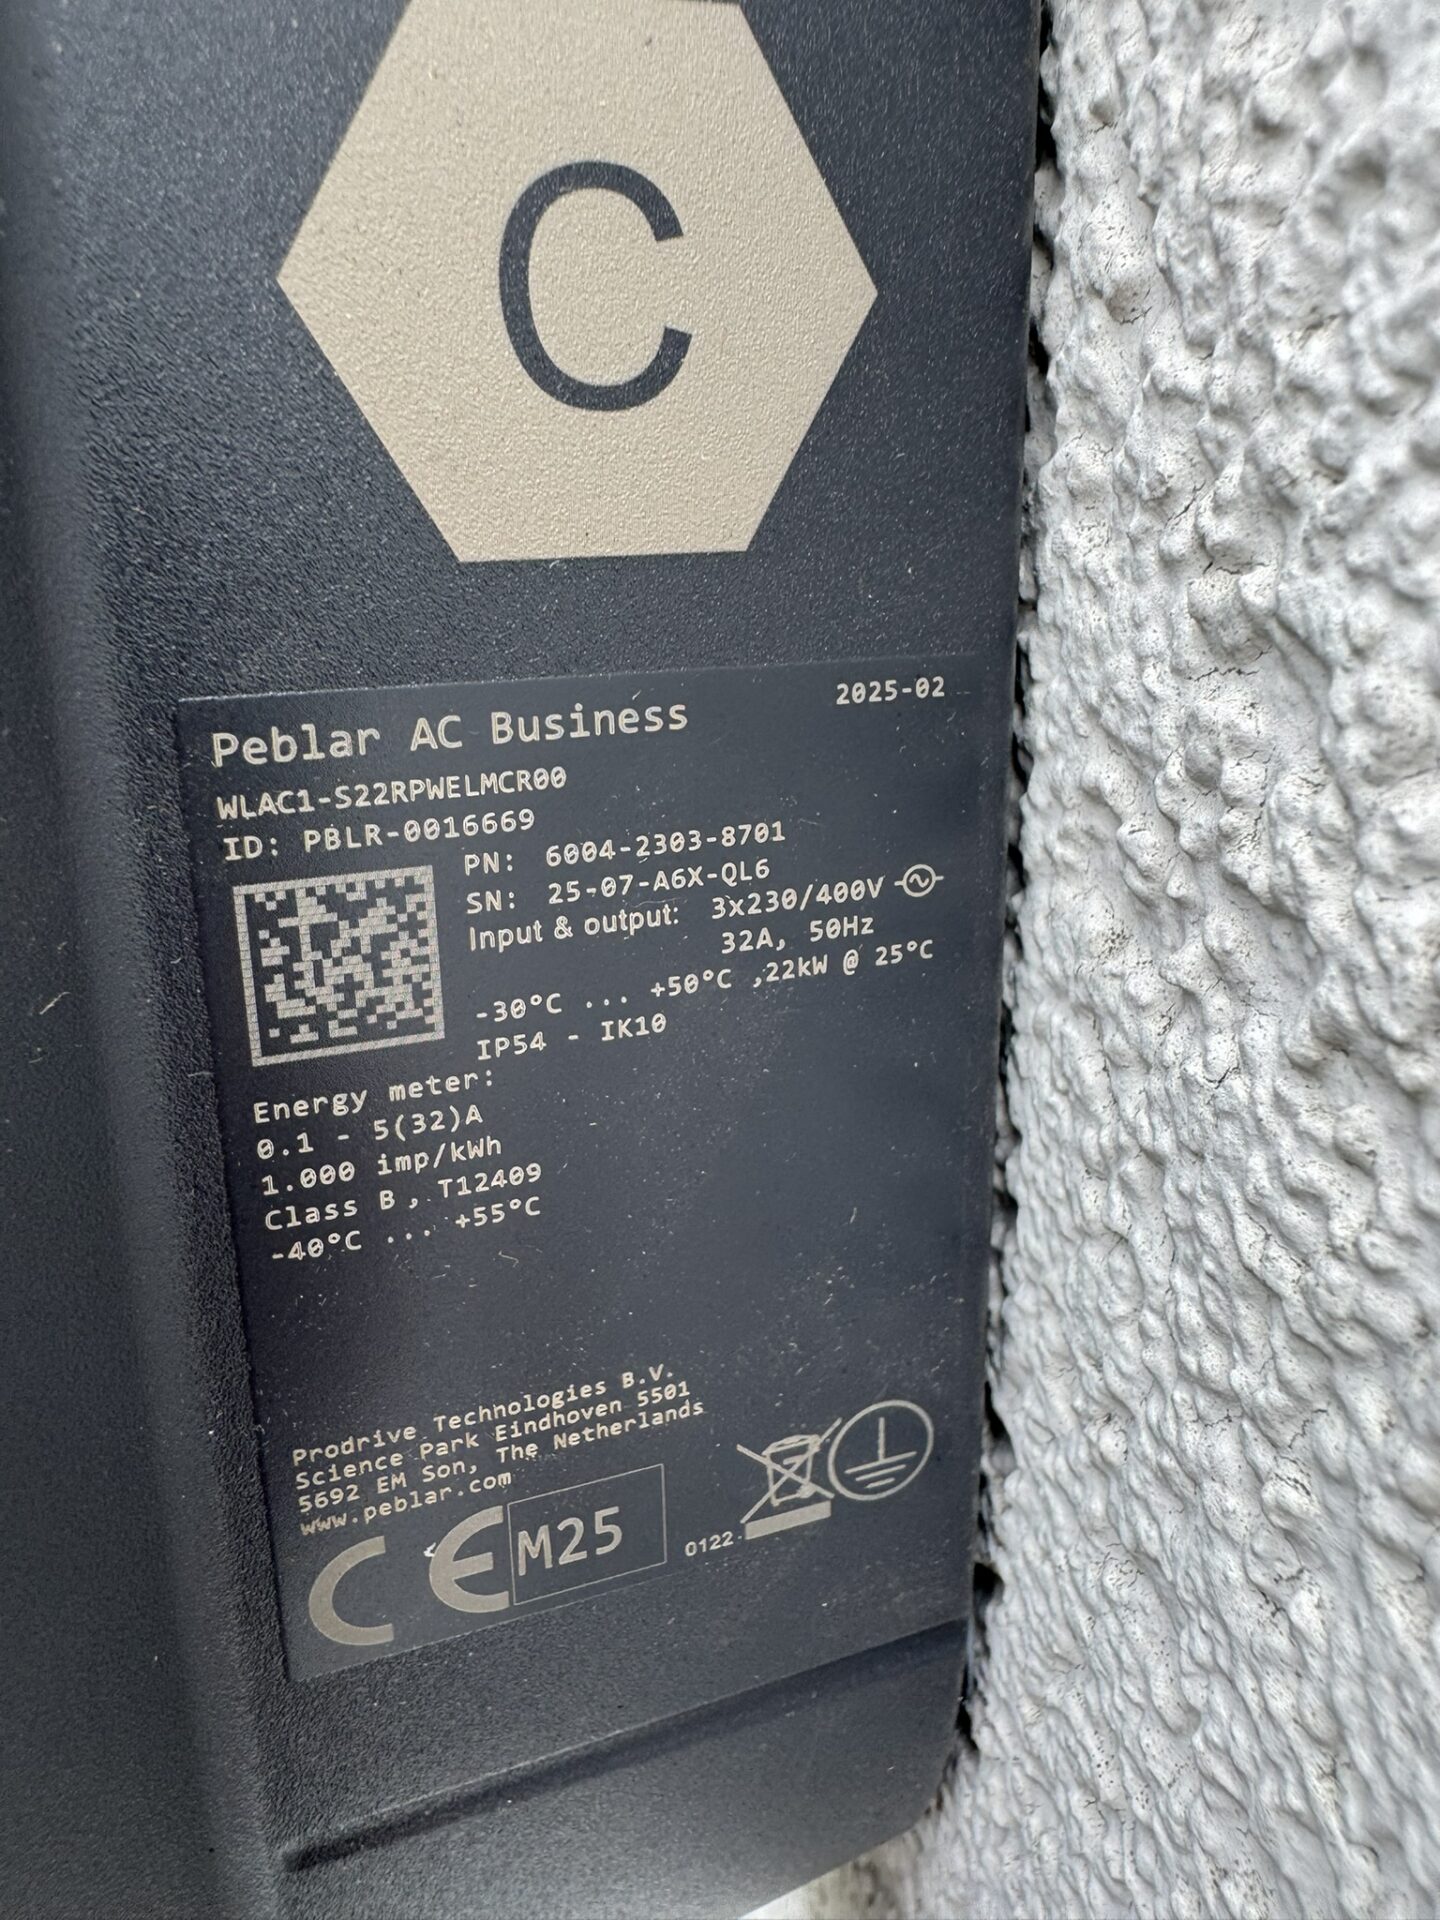 C
Peblar AC Business
2025-02
WLAC1-S22RPWELMCR00
ID: PBLR-0016669
PN: 6004-2303-8701
SN: 25-07-A6X-QL6
Input & output: 3x230/400V
32A, 50Hz
-30°C ... +50°C ,22kW @ 25°C
IP54 - IK10
Energy meter:
0.1 - 5(32)A
1.000 imp/kWh
Class B , T12409
-40°C ... +55°C
Prodrive Technologies B.V.
Science Park Eindhoven 5501
5692 EM Son, The Netherlands
www.peblar.com
CE M25 0122